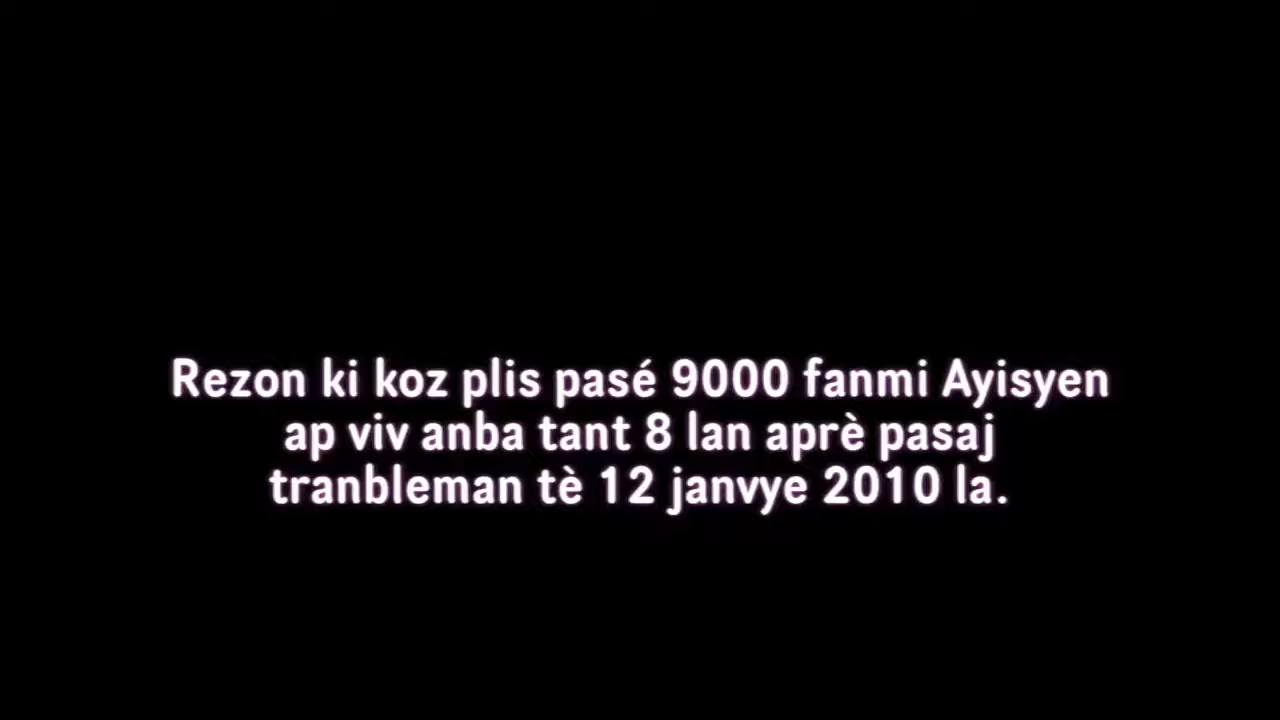 Rezon ki koz plis pasé 9000 fanmi Ayisyen
ap viv anba tant 8 lan aprè pasaj
tranbleman tè 12 janvye 2010 la.